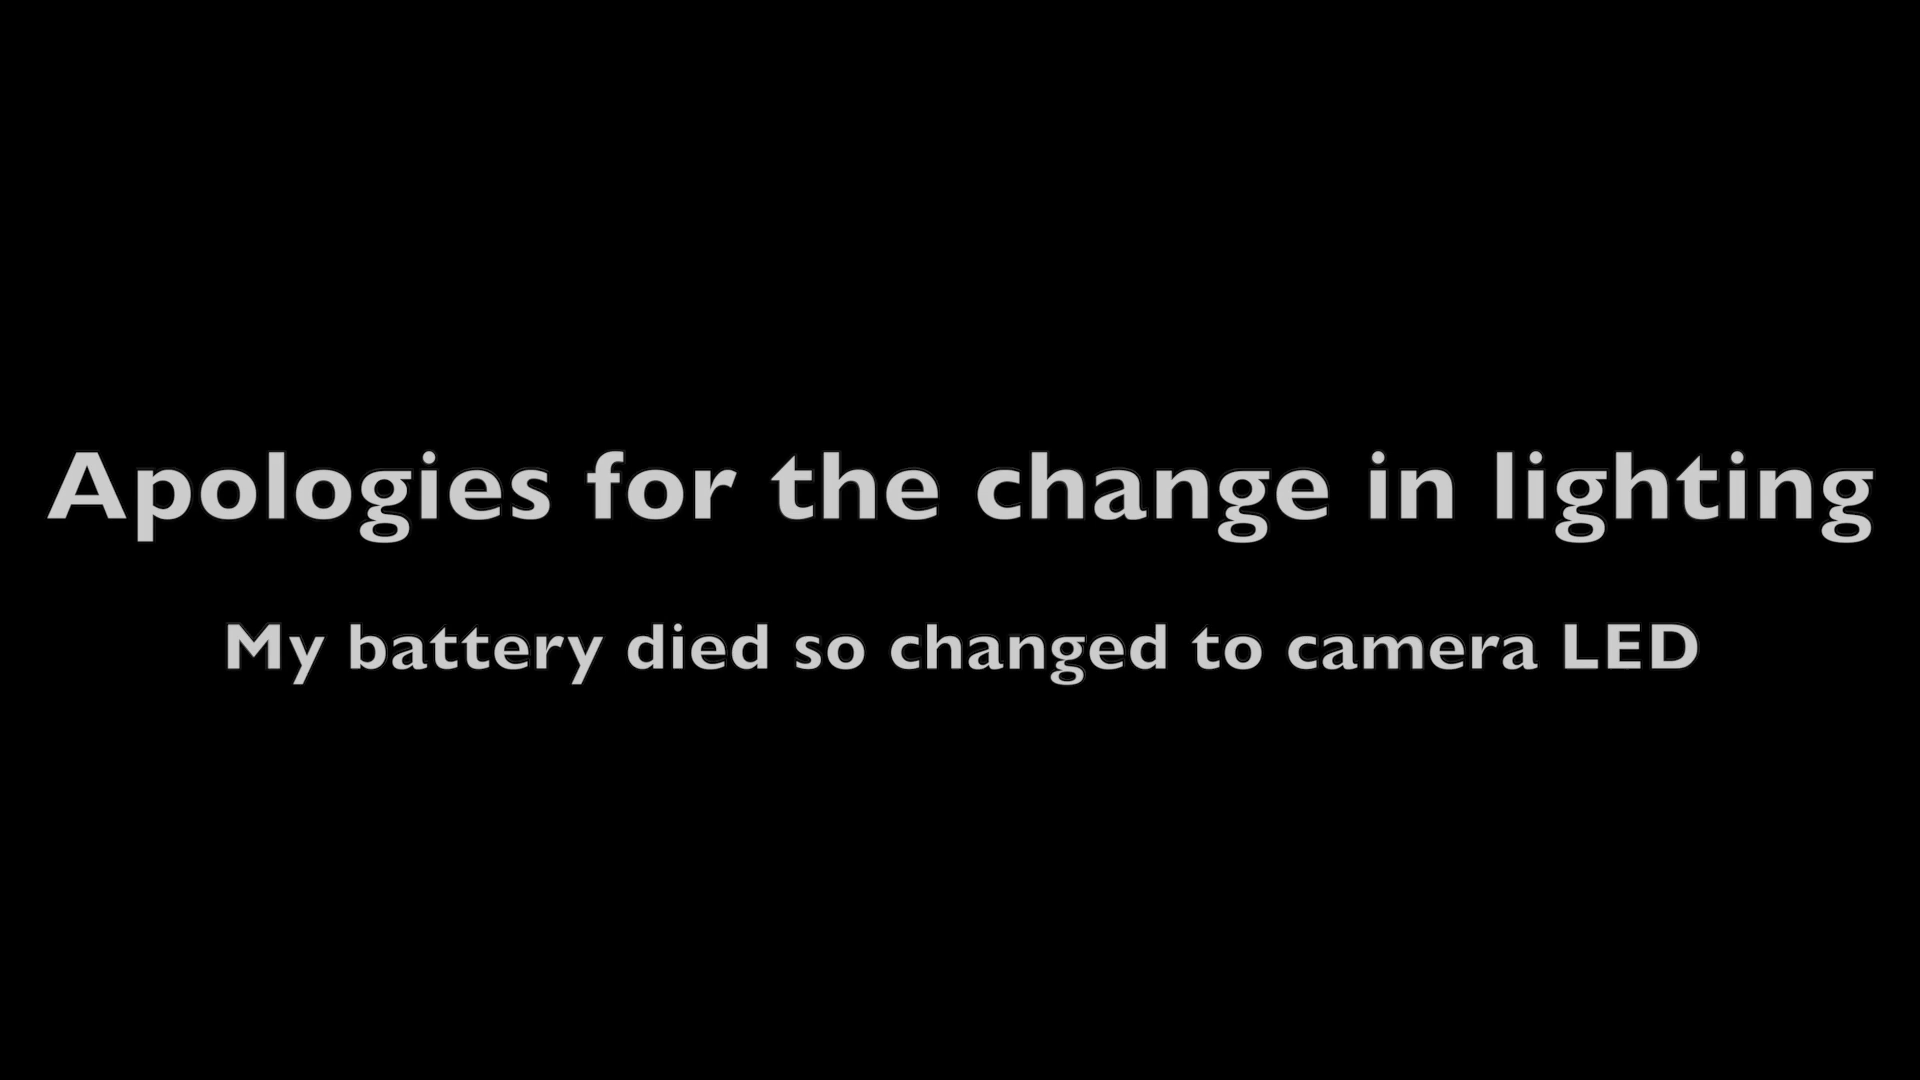 Apologies for the change in lighting
My battery died so changed to camera LED